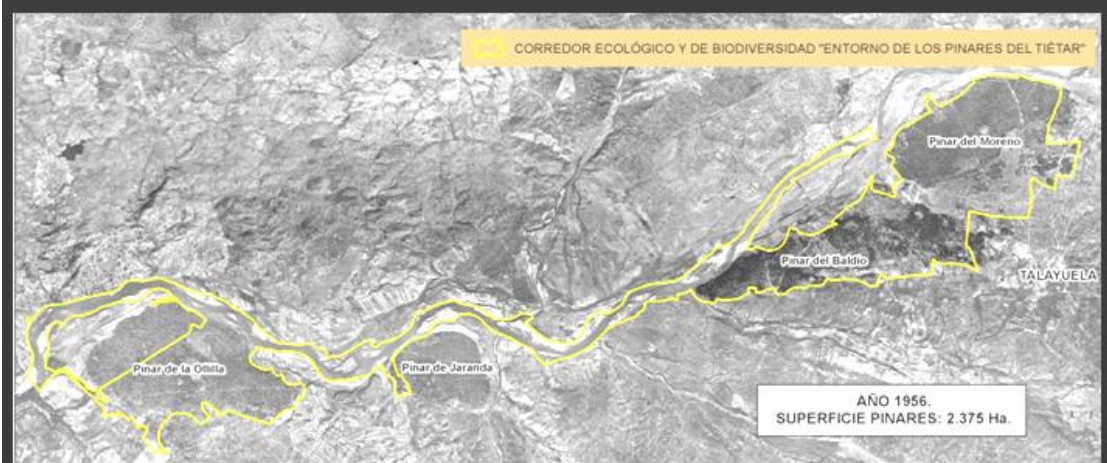 CORREDOR ECOLÓGICO Y DE BIODIVERSIDAD "ENTORNO DE LOS PINARES DEL TIÉTAR"
Pinar del Moreno
Pinar del Baldío
TALAYUELA
Pinar de la Ollilla
Pinar de Jaranda
AÑO 1956.
SUPERFICIE PINARES: 2.375 Ha.